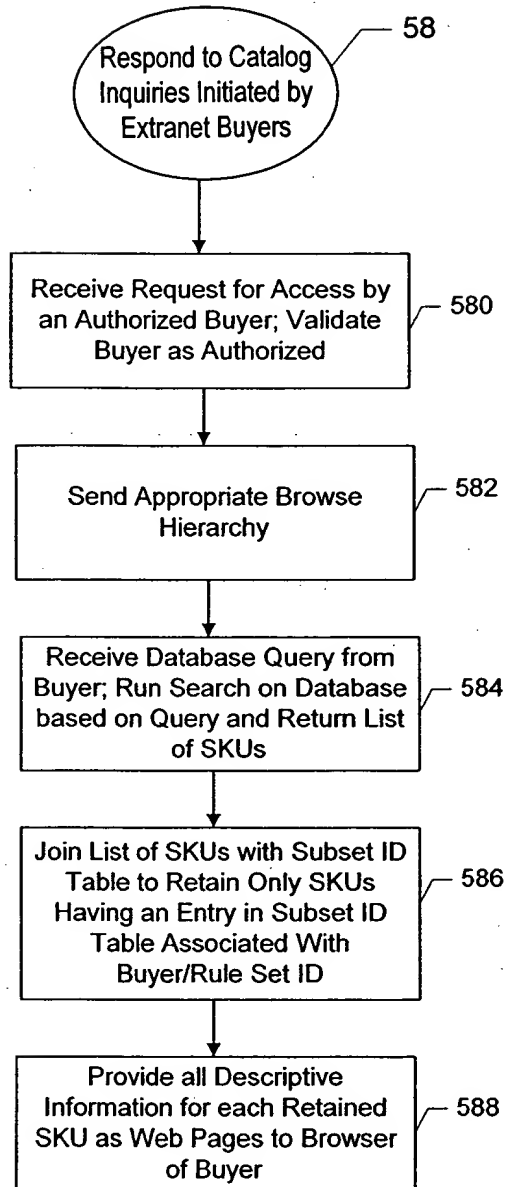 58
Respond to Catalog
Inquiries Initiated by
Extranet Buyers
Receive Request for Access by
an Authorized Buyer; Validate
Buyer as Authorized
580
Send Appropriate Browse
Hierarchy
582
Receive Database Query from
Buyer; Run Search on Database
based on Query and Return List
of SKUs
584
Join List of SKUs with Subset ID
Table to Retain Only SKUs
Having an Entry in Subset ID
Table Associated With
Buyer/Rule Set ID
586
Provide all Descriptive
Information for each Retained
SKU as Web Pages to Browser
of Buyer
588